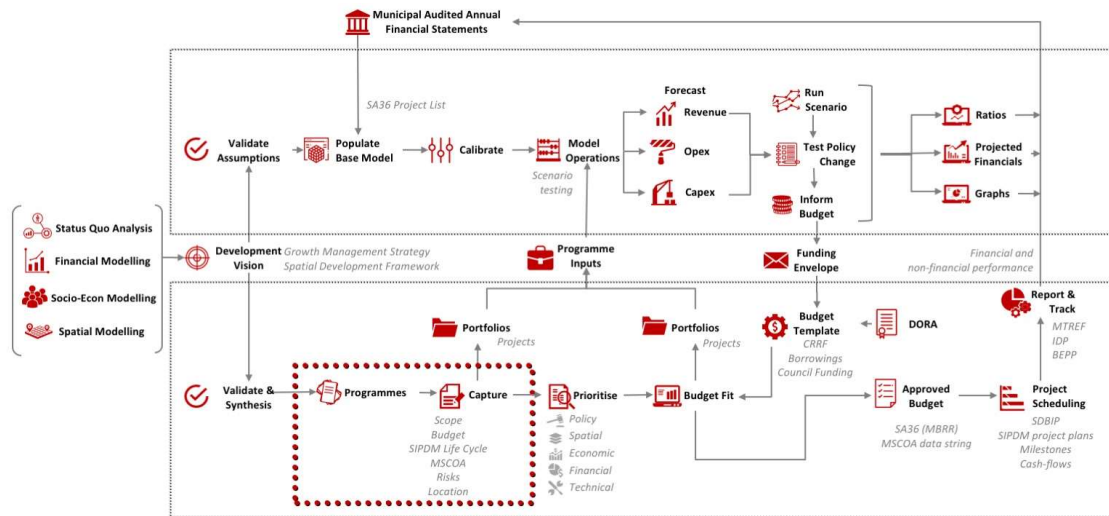 Municipal Audited Annual
Financial Statements
SA36 Project List
Validate
Assumptions
Populate
Base Model
Calibrate
Model
Operations
Scenario
testing
Forecast
Revenue
Opex
Capex
Run
Scenario
Test Policy
Change
Inform
Budget
Ratios
Projected
Financials
Graphs
Status Quo Analysis
Financial Modelling
Socio-Econ Modelling
Spatial Modelling
Development
Vision
Growth Management Strategy
Spatial Development Framework
Programme
Inputs
Funding
Envelope
Financial and
non-financial performance
Portfolios
Projects
Portfolios
Projects
Budget
Template
CRRF
Borrowings
Council Funding
DORA
Report &
Track
MTREF
IDP
BEPP
Validate &
Synthesis
Programmes
Capture
Scope
Budget
SIPDM Life Cycle
MSCOA
Risks
Location
Prioritise
Policy
Spatial
Economic
Financial
Technical
Budget Fit
Approved
Budget
SA36 (MBRR)
MSCOA data string
Project
Scheduling
SDBIP
SIPDM project plans
Milestones
Cash-flows